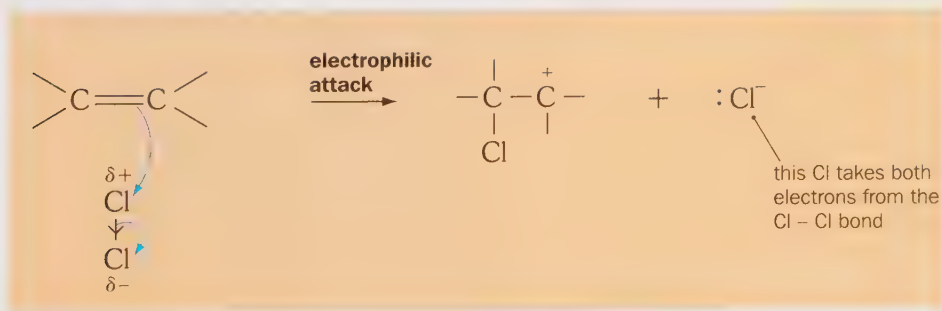 electrophilic
attack
C=C
δ+
Cl
Cl
δ−
+
—C—C—
Cl
+
:Cl⁻
this Cl takes both
electrons from the
Cl – Cl bond